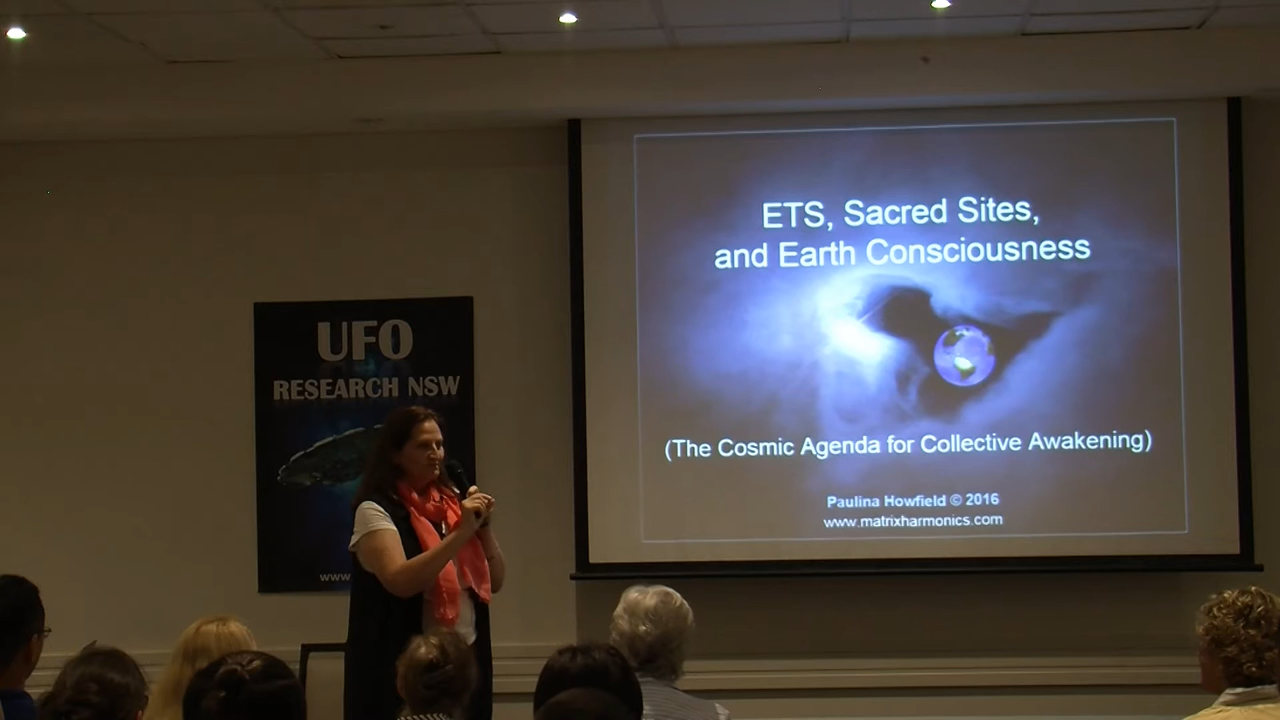 UFO
RESEARCH NSW
www
ETS, Sacred Sites,
and Earth Consciousness
(The Cosmic Agenda for Collective Awakening)
Paulina Howfield © 2016
www.matrixharmonics.com